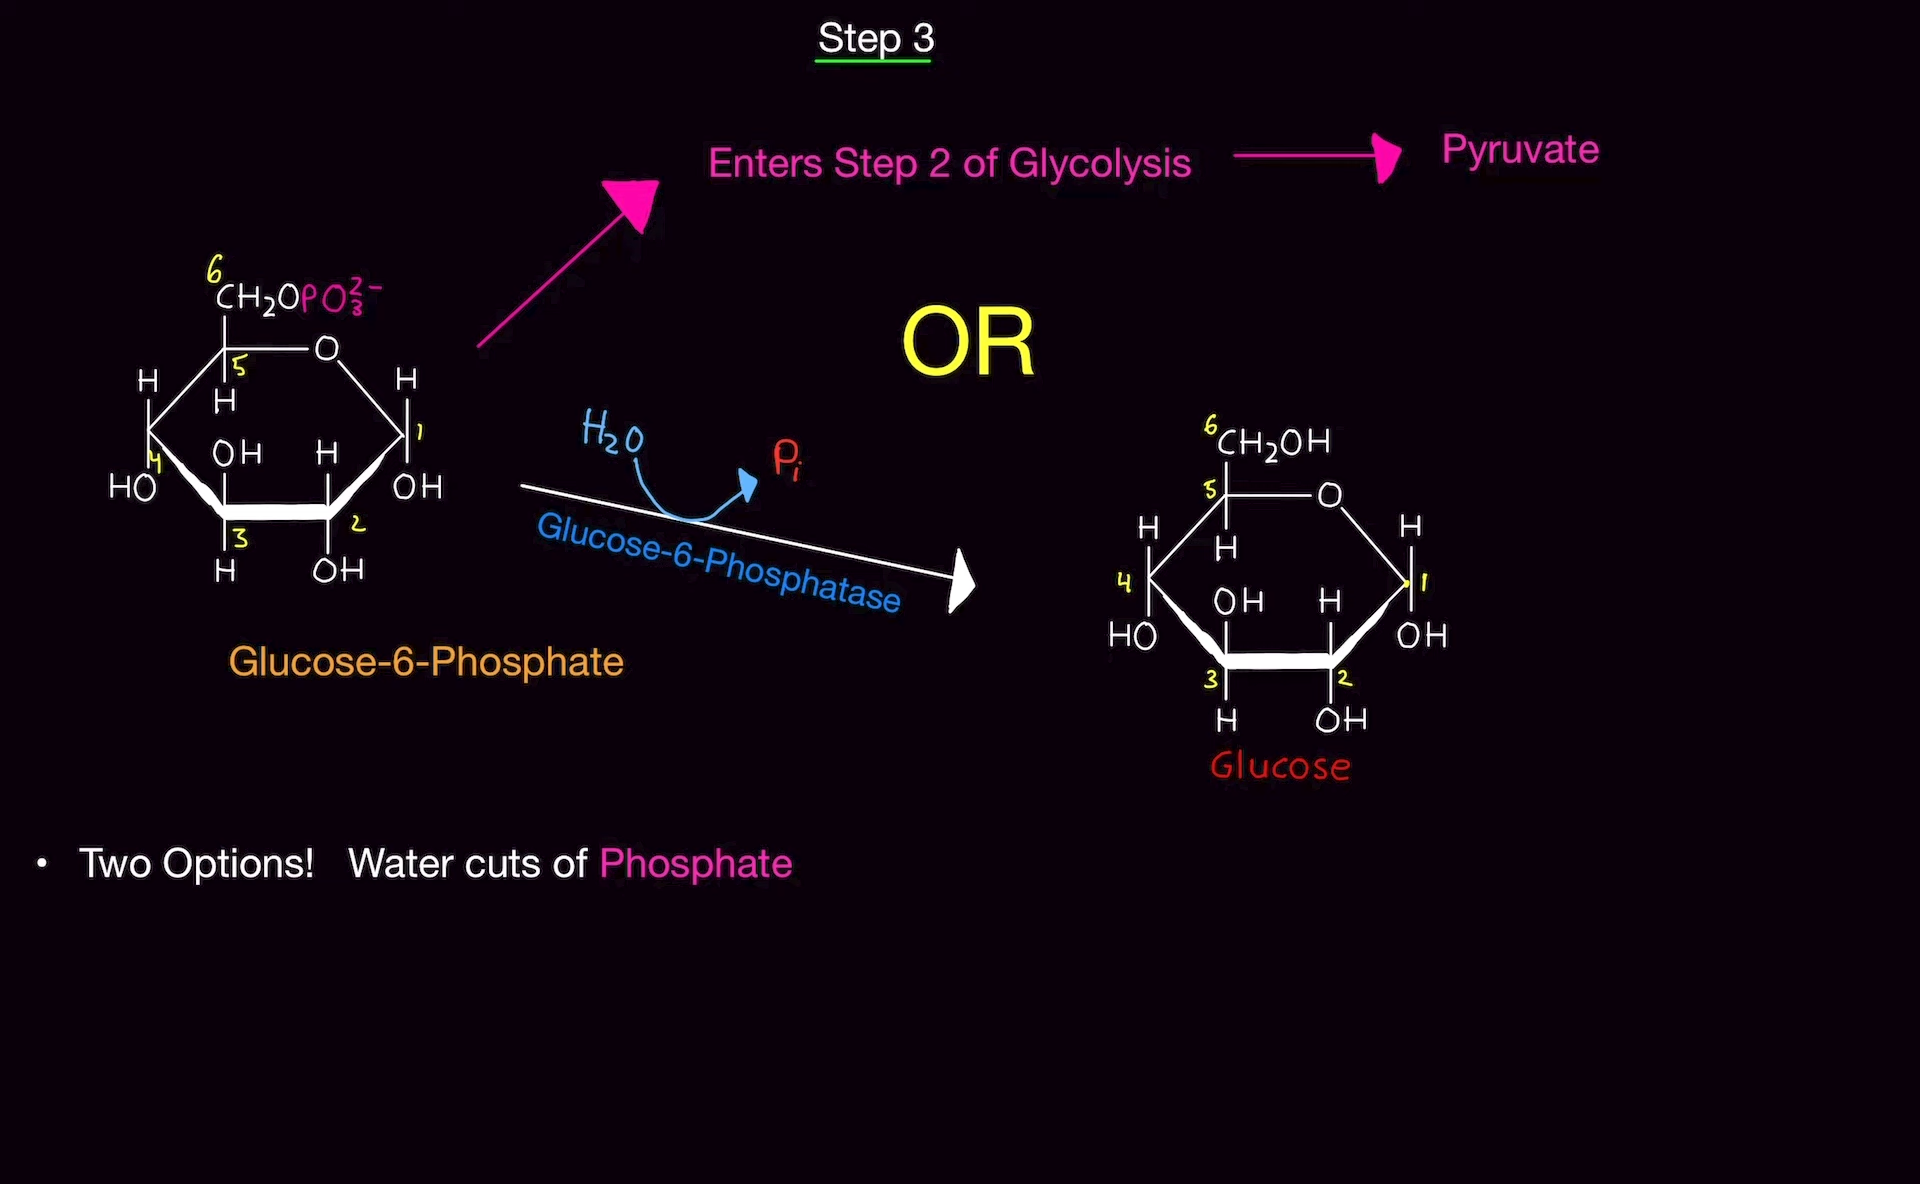 Step 3
Enters Step 2 of Glycolysis
Pyruvate
OR
6
CH₂OPO₃²⁻
5
O
H
H
H
1
4
OH
H
HO
OH
3
2
H
OH
Glucose-6-Phosphate
H₂O
Pi
Glucose-6-Phosphatase
6
CH₂OH
5
O
H
H
H
4
1
OH
H
HO
OH
3
2
H
OH
Glucose
• Two Options! Water cuts of Phosphate